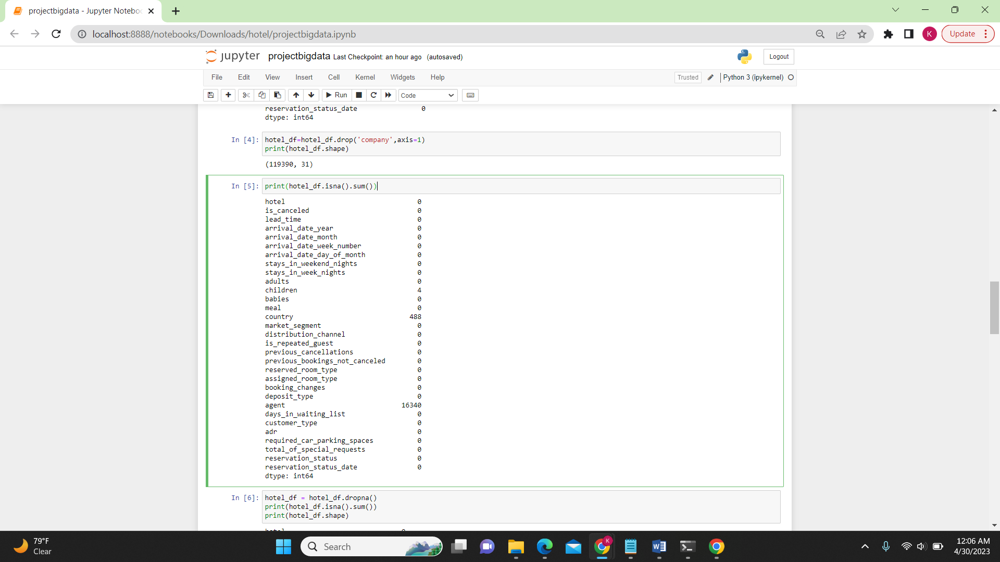 projectbigdata - Jupyter Noteboo
localhost:8888/notebooks/Downloads/hotel/projectbigdata.ipynb
K
Update
jupyter projectbigdata Last Checkpoint: an hour ago (autosaved)
Logout
File Edit View Insert Cell Kernel Widgets Help
Trusted
Python 3 (ipykernel)
Run
Code
reservation_status_date 0
dtype: int64
In [4]: hotel_df=hotel_df.drop('company',axis=1)
print(hotel_df.shape)
(119390, 31)
In [5]: print(hotel_df.isna().sum())
hotel 0
is_canceled 0
lead_time 0
arrival_date_year 0
arrival_date_month 0
arrival_date_week_number 0
arrival_date_day_of_month 0
stays_in_weekend_nights 0
stays_in_week_nights 0
adults 0
children 4
babies 0
meal 0
country 488
market_segment 0
distribution_channel 0
is_repeated_guest 0
previous_cancellations 0
previous_bookings_not_canceled 0
reserved_room_type 0
assigned_room_type 0
booking_changes 0
deposit_type 0
agent 16340
days_in_waiting_list 0
customer_type 0
adr 0
required_car_parking_spaces 0
total_of_special_requests 0
reservation_status 0
reservation_status_date 0
dtype: int64
In [6]: hotel_df = hotel_df.dropna()
print(hotel_df.isna().sum())
print(hotel_df.shape)
hotel 0
79°F
Clear
Search
K
12:06 AM
4/30/2023